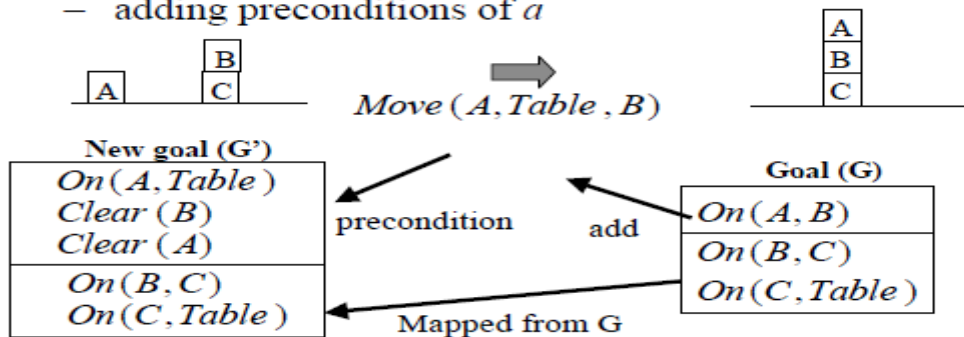 – adding preconditions of a
A
B
C
A
B
C
Move (A, Table, B)
New goal (G')
On(A, Table)
Clear (B)
Clear (A)
On(B, C)
On(C, Table)
precondition
add
Mapped from G
Goal (G)
On(A, B)
On(B, C)
On(C, Table)